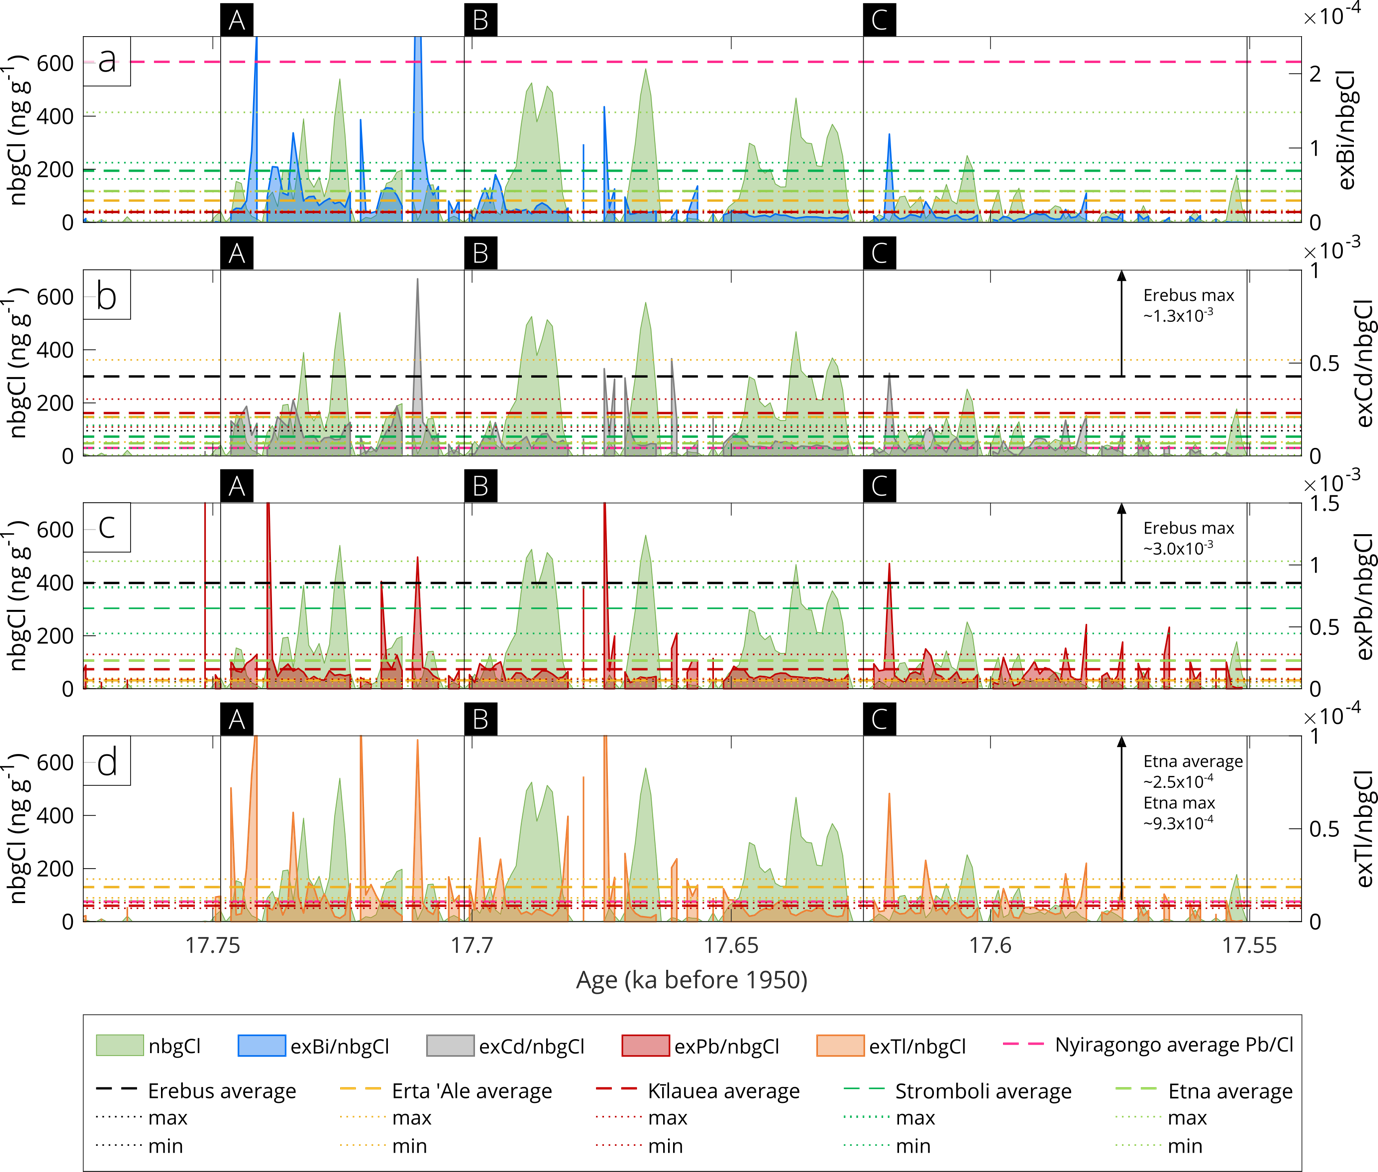 A B C ×10-4
a
600
400
200
0
nbgCl (ng g-1)
2
1
0
exBi/nbgCl
A B C ×10-3
b
600
400
200
0
nbgCl (ng g-1)
Erebus max
~1.3x10-3
1
0.5
0
exCd/nbgCl
A B C ×10-3
c
600
400
200
0
nbgCl (ng g-1)
Erebus max
~3.0x10-3
1.5
1
0.5
0
exPb/nbgCl
A B C ×10-4
d
600
400
200
0
nbgCl (ng g-1)
Etna average
~2.5x10-4
Etna max
~9.3x10-4
1
0.5
0
exTl/nbgCl
17.75 17.7 17.65 17.6 17.55
Age (ka before 1950)
nbgCl exBi/nbgCl exCd/nbgCl exPb/nbgCl exTl/nbgCl Nyiragongo average Pb/Cl
Erebus average Erta 'Ale average Kīlauea average Stromboli average Etna average
max max max max max
min min min min min